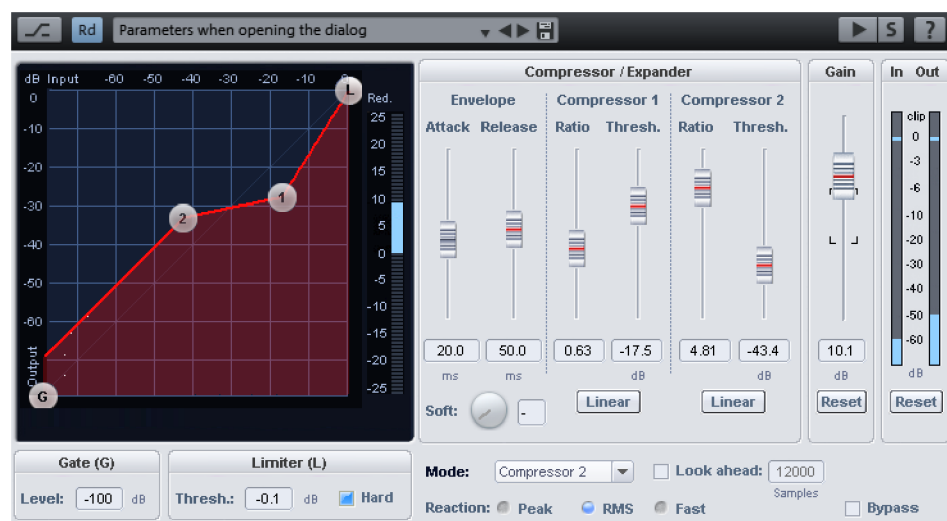 Rd Parameters when opening the dialog S ?
dB Input -60 -50 -40 -30 -20 -10 0
0
-10
-20
-30
-40
-50
-60
Output
L
1
2
G
Red.
25
20
15
10
5
0
-5
-10
-15
-20
-25
Compressor / Expander
Envelope Compressor 1 Compressor 2
Attack Release Ratio Thresh. Ratio Thresh.
20.0 50.0 0.63 -17.5 4.81 -43.4
ms ms dB dB
Soft: - Linear Linear
Gain
10.1
dB
Reset
In Out
clip
0
-3
-6
-10
-20
-30
-40
-50
-60
dB
Reset
Gate (G)
Level: -100 dB
Limiter (L)
Thresh.: -0.1 dB Hard
Mode: Compressor 2 Look ahead: 12000
Samples
Reaction: Peak RMS Fast Bypass